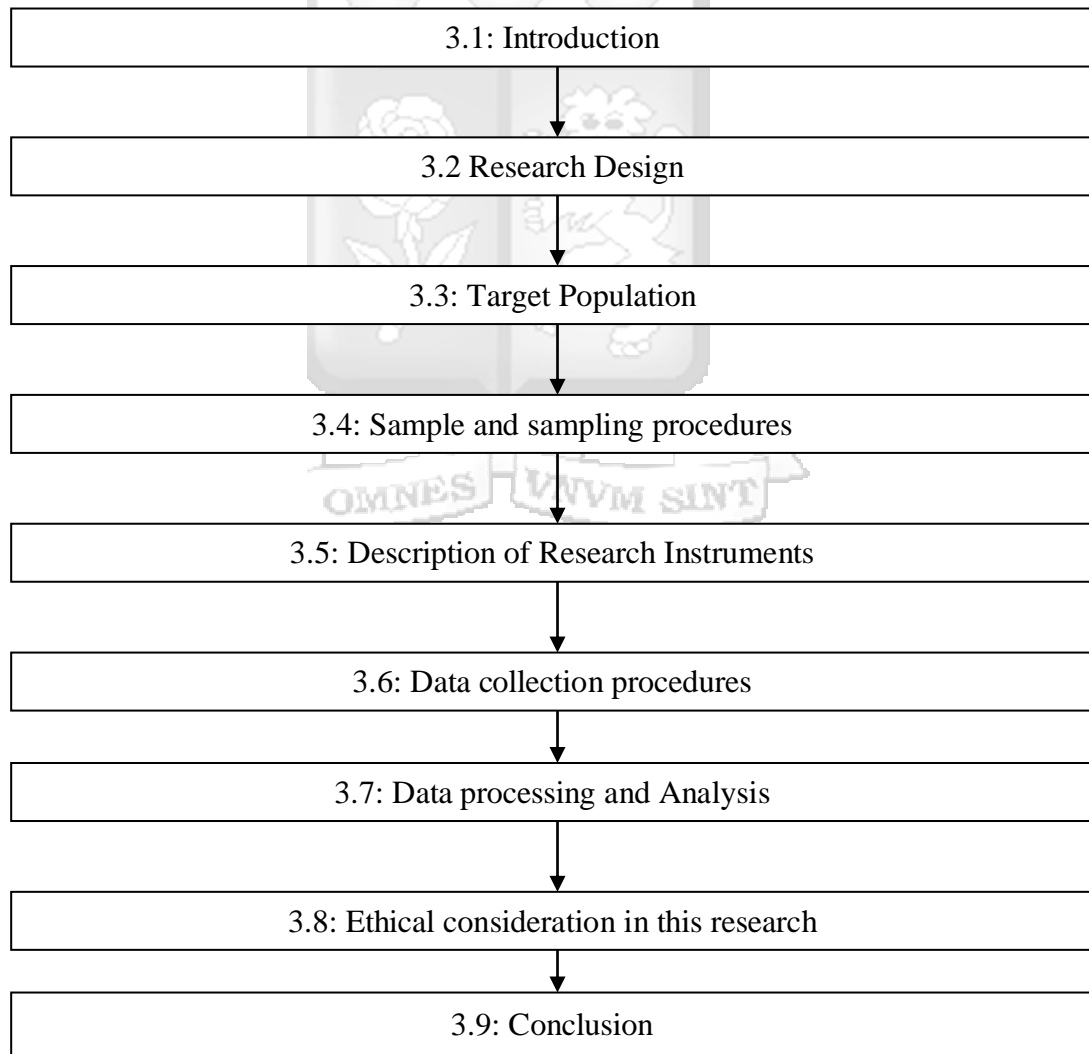 3.1: Introduction
3.2 Research Design
3.3: Target Population
3.4: Sample and sampling procedures
OMNES VNVM SINT
3.5: Description of Research Instruments
3.6: Data collection procedures
3.7: Data processing and Analysis
3.8: Ethical consideration in this research
3.9: Conclusion